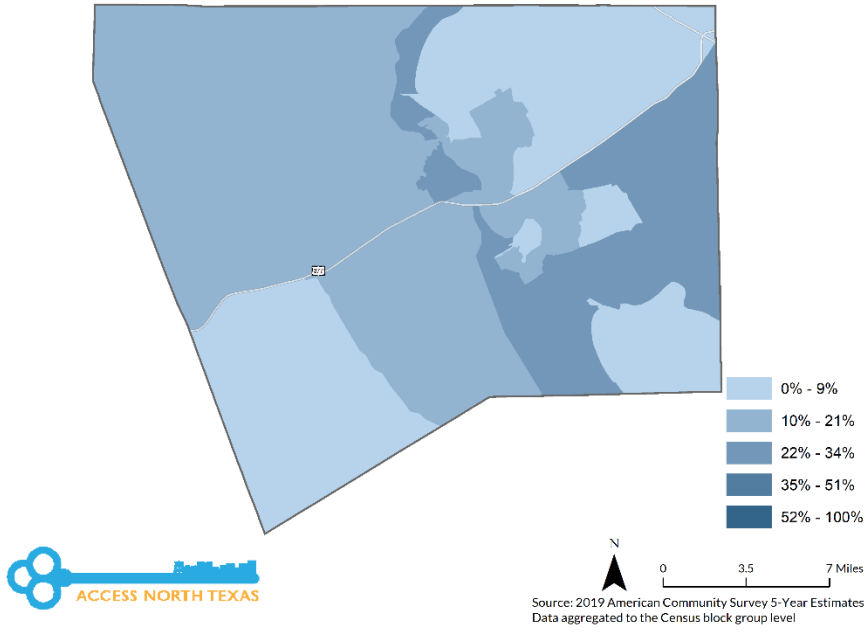 377
0% - 9%
10% - 21%
22% - 34%
35% - 51%
52% - 100%
ACCESS NORTH TEXAS
N
0 3.5 7 Miles
Source: 2019 American Community Survey 5-Year Estimates
Data aggregated to the Census block group level